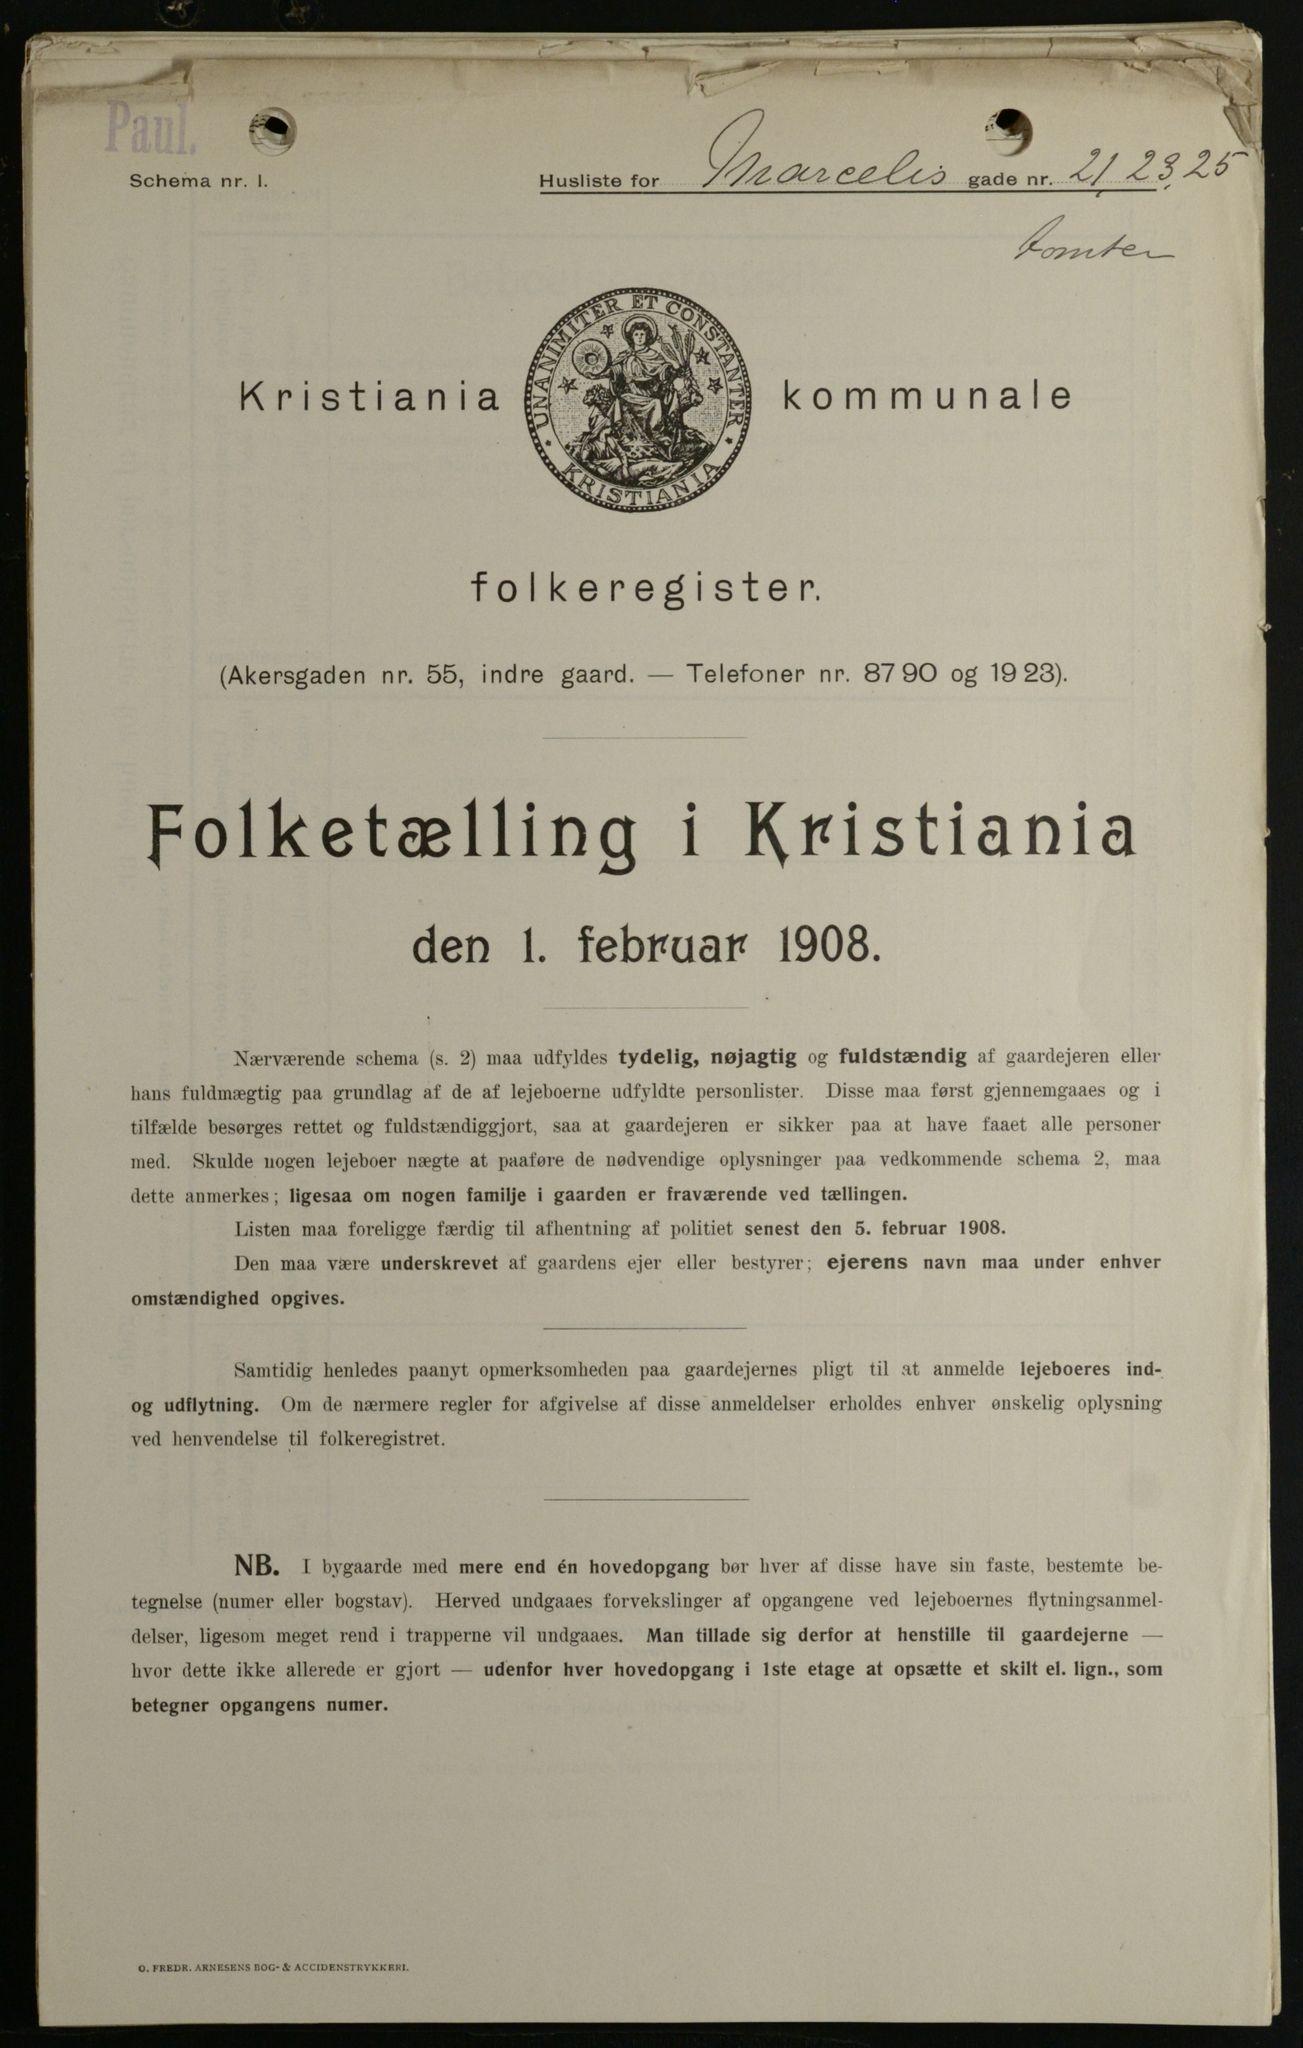 Paul.
Schema nr. 1.
Husliste for Marcelis gade nr. 21, 23, 25
tomter
UNANIMITER ET CONSTANTER
KRISTIANIA
Kristiania kommunale
folkeregister.
(Akersgaden nr. 55, indre gaard. — Telefoner nr. 87 90 og 19 23).
Folketælling i Kristiania
den 1. februar 1908.
Nærværende schema (s. 2) maa udfyldes tydelig, nøjagtig og fuldstændig af gaardejeren eller
hans fuldmægtig paa grundlag af de af lejeboerne udfyldte personlister. Disse maa først gjennemgaaes og i
tilfælde besørges rettet og fuldstændiggjort, saa at gaardejeren er sikker paa at have faaet alle personer
med. Skulde nogen lejeboer nægte at paaføre de nødvendige oplysninger paa vedkommende schema 2, maa
dette anmerkes; ligesaa om nogen familje i gaarden er fraværende ved tællingen.
Listen maa foreligge færdig til afhentning af politiet senest den 5. februar 1908.
Den maa være underskrevet af gaardens ejer eller bestyrer; ejerens navn maa under enhver
omstændighed opgives.
Samtidig henledes paanyt opmerksomheden paa gaardejernes pligt til at anmelde lejeboeres ind-
og udflytning. Om de nærmere regler for afgivelse af disse anmeldelser erholdes enhver ønskelig oplysning
ved henvendelse til folkeregistret.
NB. I bygaarde med mere end én hovedopgang bør hver af disse have sin faste, bestemte be-
tegnelse (numer eller bogstav). Herved undgaaes forvekslinger af opgangene ved lejeboernes flytningsanmel-
delser, ligesom meget rend i trapperne vil undgaaes. Man tillade sig derfor at henstille til gaardejerne —
hvor dette ikke allerede er gjort — udenfor hver hovedopgang i 1ste etage at opsætte et skilt el. lign., som
betegner opgangens numer.
O. FREDR. ARNESENS BOG- & ACCIDENSTRYKKERI.